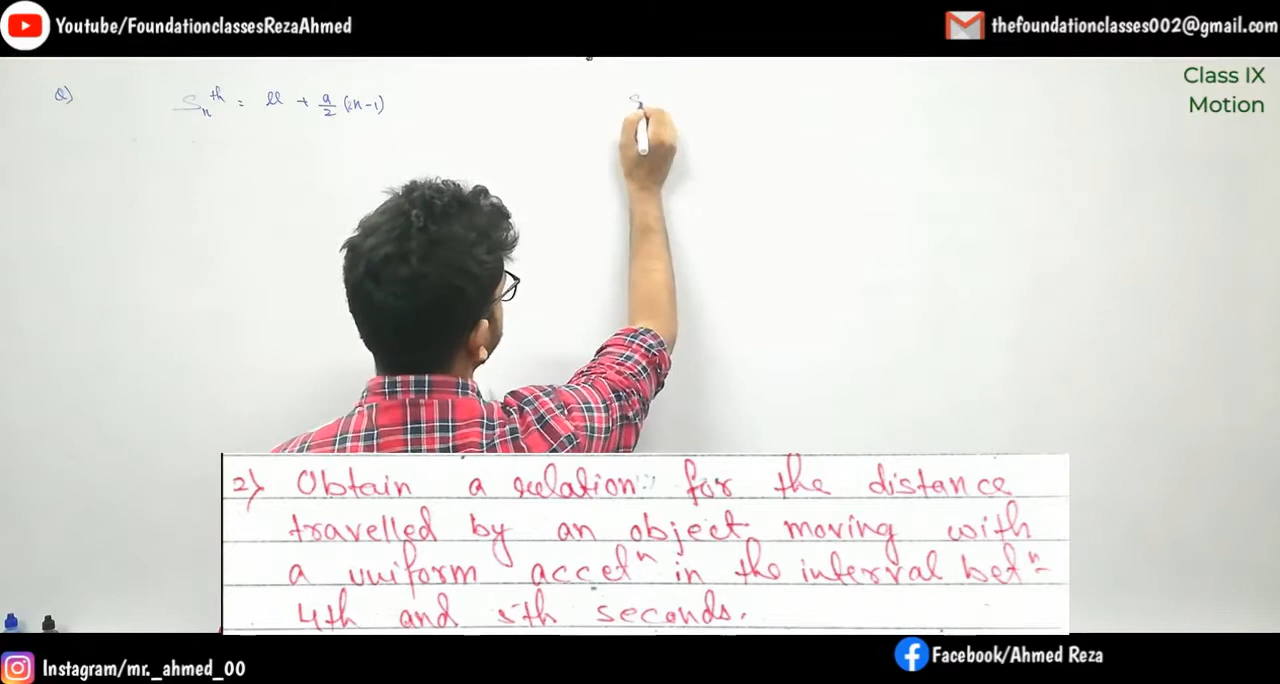 Youtube/FoundationclassesRezaAhmed
thefoundationclasses002@gmail.com
Class IX
Motion
Q)
Sₙᵗʰ = u + a/2 (2n-1)
S
2) Obtain a relation for the distance
travelled by an object moving with
a uniform accelⁿ in the interval betⁿ
4th and 5th seconds.
Instagram/mr._ahmed_00
Facebook/Ahmed Reza